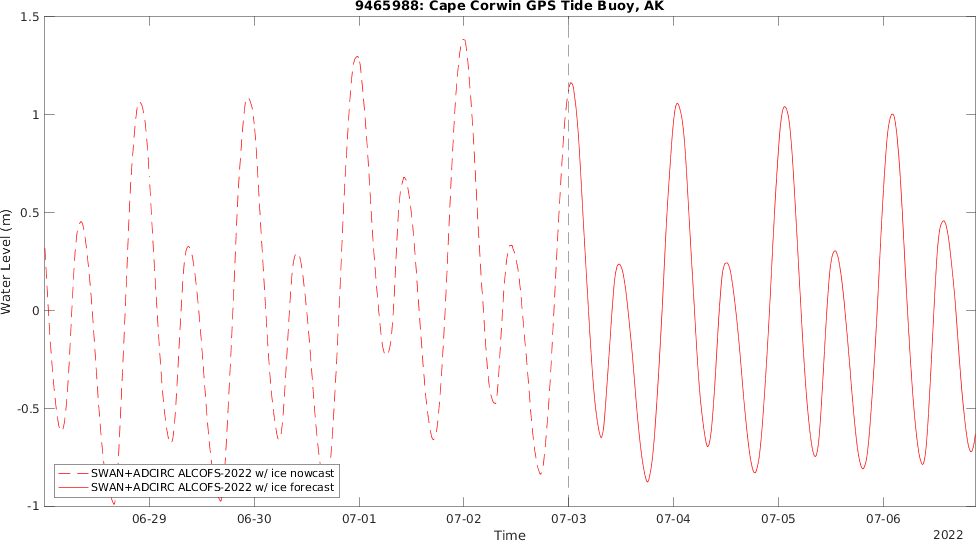 9465988: Cape Corwin GPS Tide Buoy, AK
1.5
1
0.5
0
-0.5
-1
Water Level (m)
SWAN+ADCIRC ALCOFS-2022 w/ ice nowcast
SWAN+ADCIRC ALCOFS-2022 w/ ice forecast
06-29 06-30 07-01 07-02 07-03 07-04 07-05 07-06
Time
2022